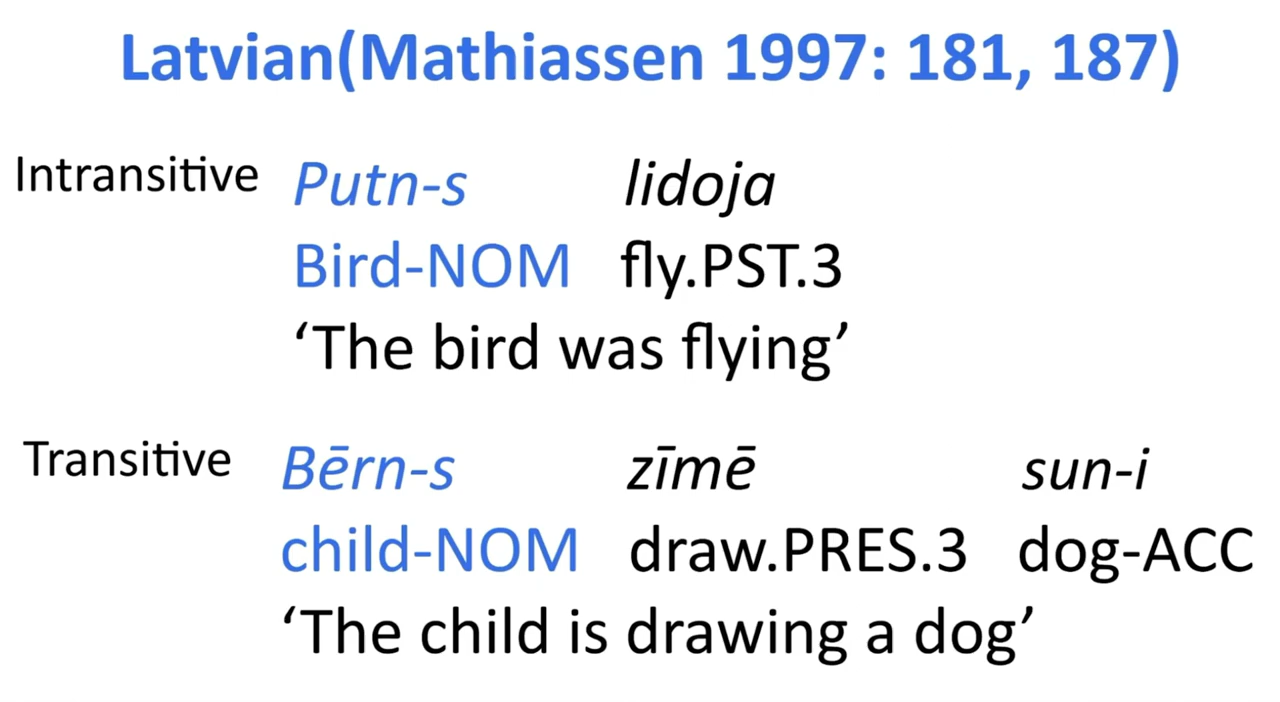 Latvian(Mathiassen 1997: 181, 187)
Intransitive Putn-s lidoja
Bird-NOM fly.PST.3
‘The bird was flying’
Transitive Bērn-s zīmē sun-i
child-NOM draw.PRES.3 dog-ACC
‘The child is drawing a dog’